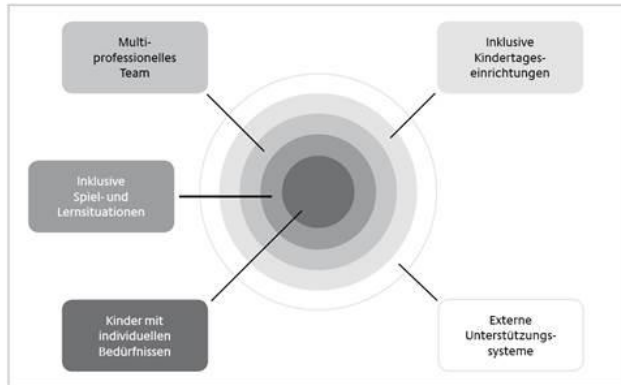 Multi-
professionelles
Team
Inklusive
Kindertages-
einrichtungen
Inklusive
Spiel- und
Lernsituationen
Kinder mit
individuellen
Bedürfnissen
Externe
Unterstützungs-
systeme